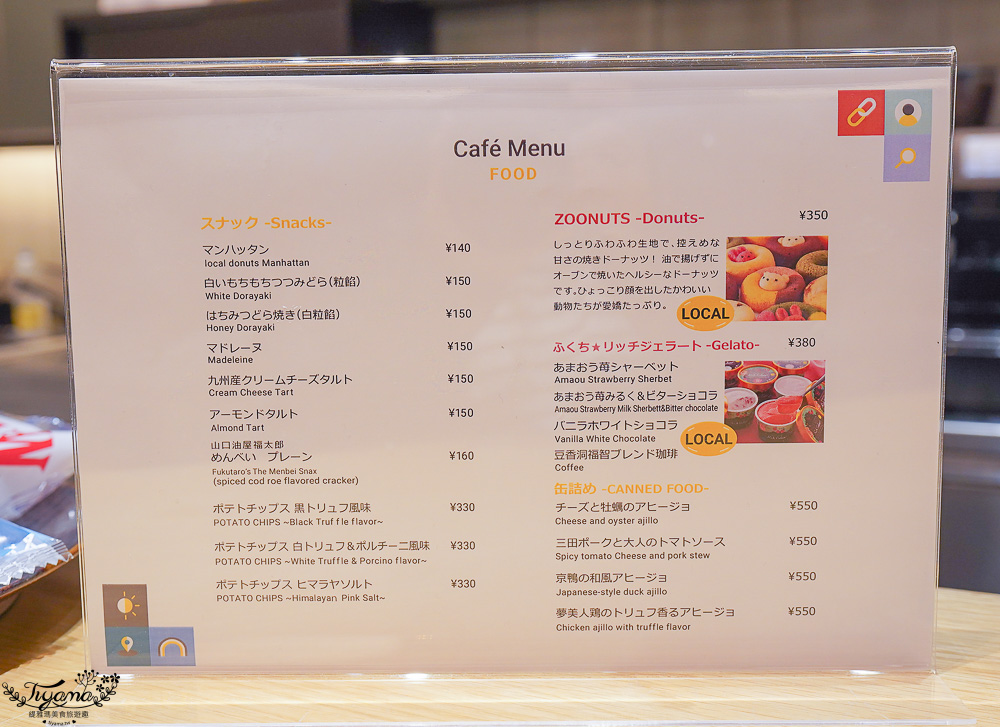 Café Menu
FOOD
スナック -Snacks-
マンハッタン ¥140
local donuts Manhattan
白いもちもちつつみどら(粒餡) ¥150
White Dorayaki
はちみつどら焼き(白粒餡) ¥150
Honey Dorayaki
マドレーヌ ¥150
Madeleine
九州産クリームチーズタルト ¥150
Cream Cheese Tart
アーモンドタルト ¥150
Almond Tart
山口油屋福太郎
めんべい プレーン ¥160
Fukutaro's The Menbei Snax
(spiced cod roe flavored cracker)
ポテトチップス 黒トリュフ風味 ¥330
POTATO CHIPS ~Black Truffle flavor~
ポテトチップス 白トリュフ&ポルチーニ風味 ¥330
POTATO CHIPS ~White Truffle & Porcino flavor~
ポテトチップス ヒマラヤソルト ¥330
POTATO CHIPS ~Himalayan Pink Salt~
ZOONUTS -Donuts- ¥350
しっとりふわふわ生地で、控えめな
甘さの焼きドーナッツ! 油で揚げずに
オーブンで焼いたヘルシーなドーナッツ
です。ひょっこり顔を出したかわいい
動物たちが愛嬌たっぷり。
LOCAL
ふくち★リッチジェラート -Gelato- ¥380
あまおう苺シャーベット
Amaou Strawberry Sherbet
あまおう苺みるく&ビターショコラ
Amaou Strawberry Milk Sherbett&Bitter chocolate
バニラホワイトショコラ
Vanilla White Chocolate
LOCAL
豆香洞福智ブレンド珈琲
Coffee
缶詰め -CANNED FOOD-
チーズと牡蠣のアヒージョ ¥550
Cheese and oyster ajillo
三田ポークと大人のトマトソース ¥550
Spicy tomato Cheese and pork stew
京鴨の和風アヒージョ ¥550
Japanese-style duck ajillo
夢美人鶏のトリュフ香るアヒージョ ¥550
Chicken ajillo with truffle flavor
Tiyama
緹雅瑪美食旅遊趣
tiyama.tw